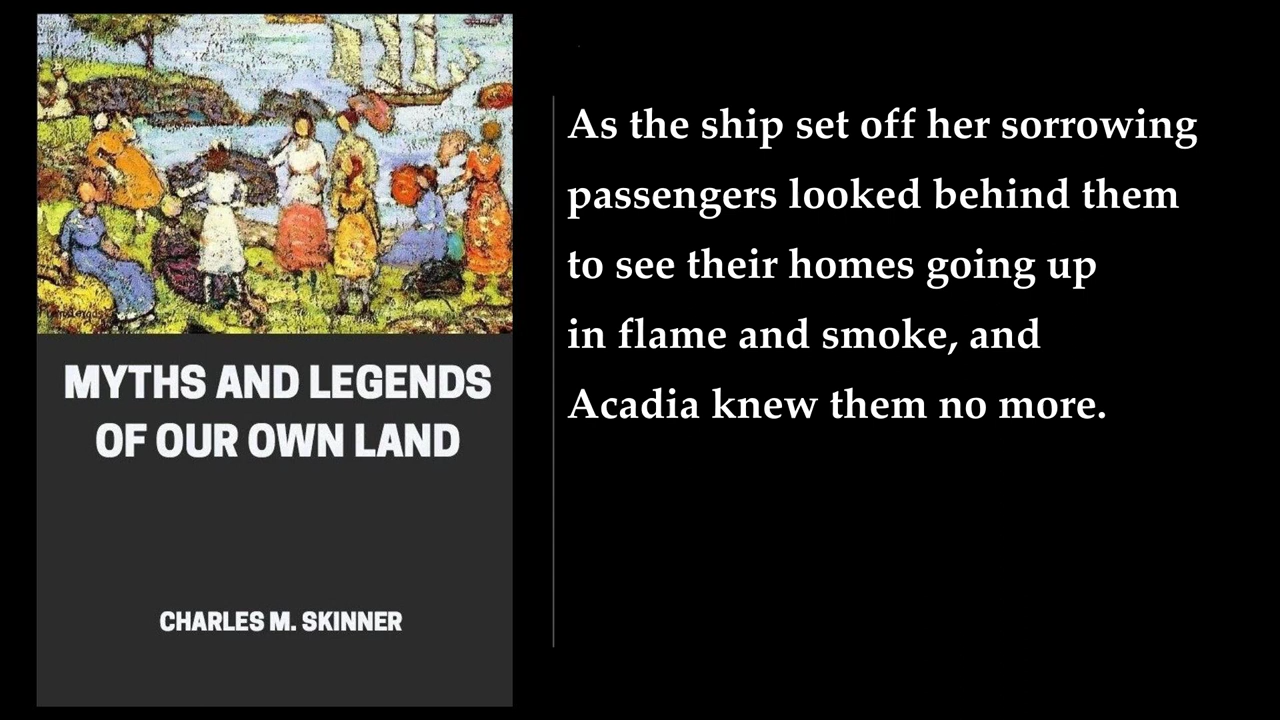 MYTHS AND LEGENDS
OF OUR OWN LAND
CHARLES M. SKINNER
As the ship set off her sorrowing
passengers looked behind them
to see their homes going up
in flame and smoke, and
Acadia knew them no more.